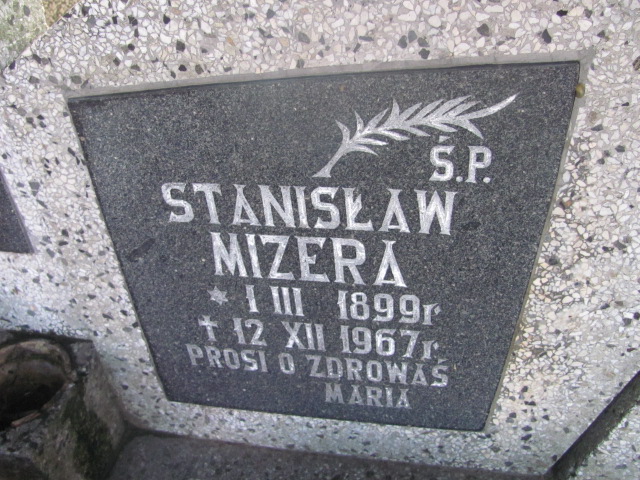 Ś.P.
STANISŁAW
MIZERA
* 1 III 1899r
† 12 XII 1967r.
PROSI O ZDROWAŚ
MARIA